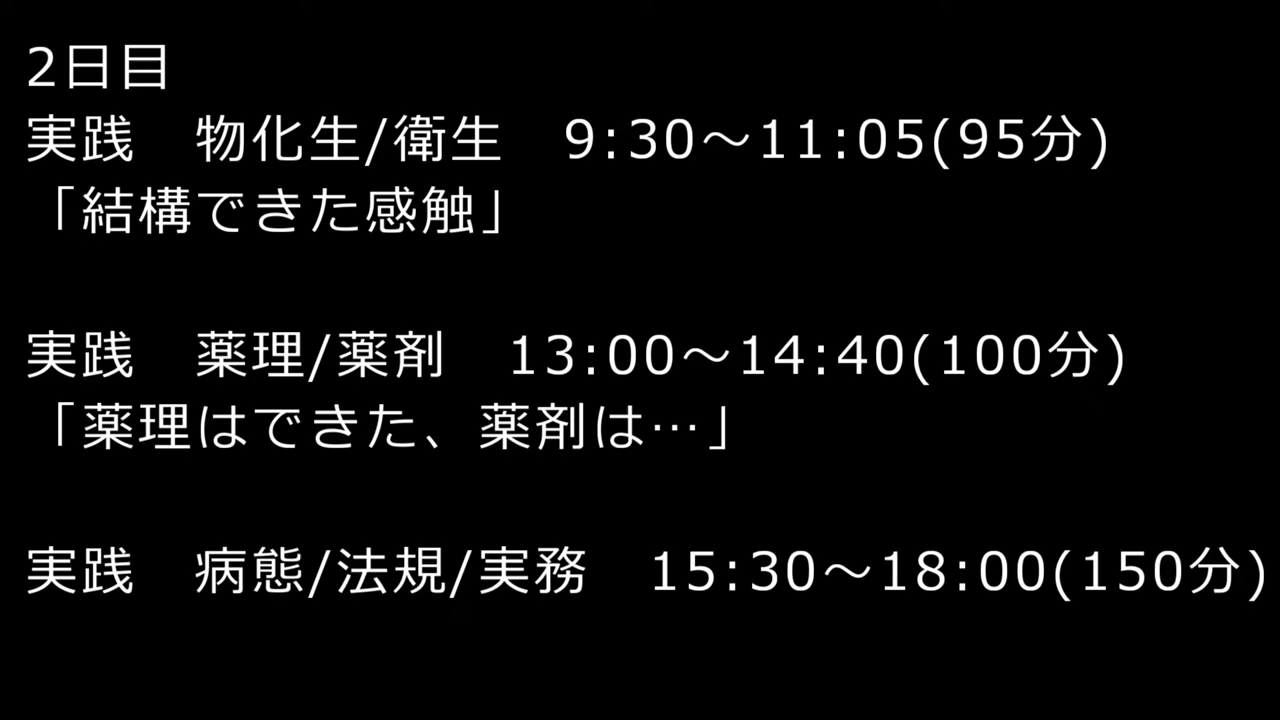 2日目
実践　物化生/衛生　9:30～11:05(95分)
「結構できた感触」
実践　薬理/薬剤　13:00～14:40(100分)
「薬理はできた、薬剤は…」
実践　病態/法規/実務　15:30～18:00(150分)